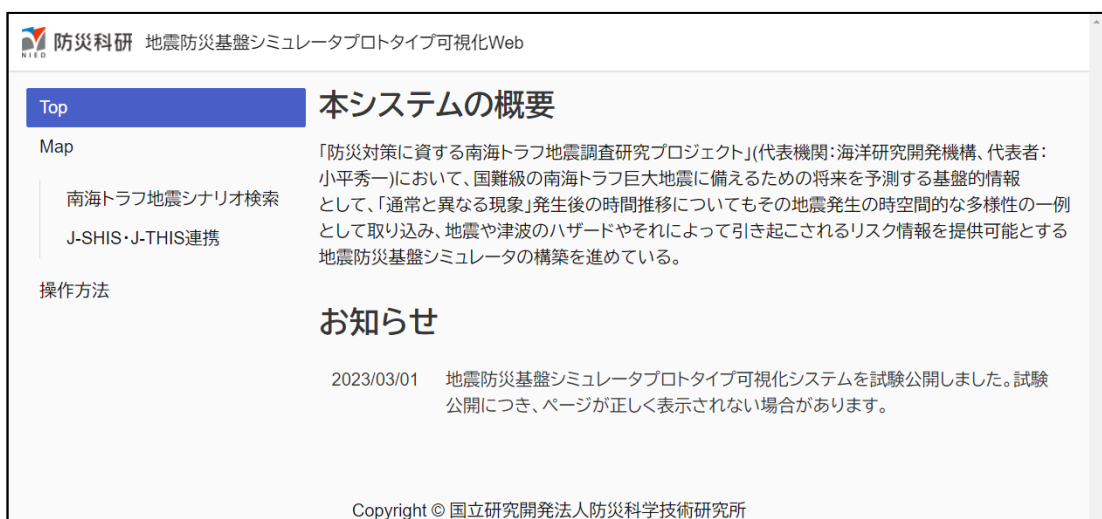 NIED 防災科研 地震防災基盤シミュレータプロトタイプ可視化Web
Top
Map
南海トラフ地震シナリオ検索
J-SHIS・J-THIS連携
操作方法
本システムの概要
「防災対策に資する南海トラフ地震調査研究プロジェクト」(代表機関：海洋研究開発機構、代表者：
小平秀一)において、国難級の南海トラフ巨大地震に備えるための将来を予測する基盤的情報
として、「通常と異なる現象」発生後の時間推移についてもその地震発生の時空間的な多様性の一例
として取り込み、地震や津波のハザードやそれによって引き起こされるリスク情報を提供可能とする
地震防災基盤シミュレータの構築を進めている。
お知らせ
2023/03/01 地震防災基盤シミュレータプロトタイプ可視化システムを試験公開しました。試験
公開につき、ページが正しく表示されない場合があります。
Copyright © 国立研究開発法人防災科学技術研究所